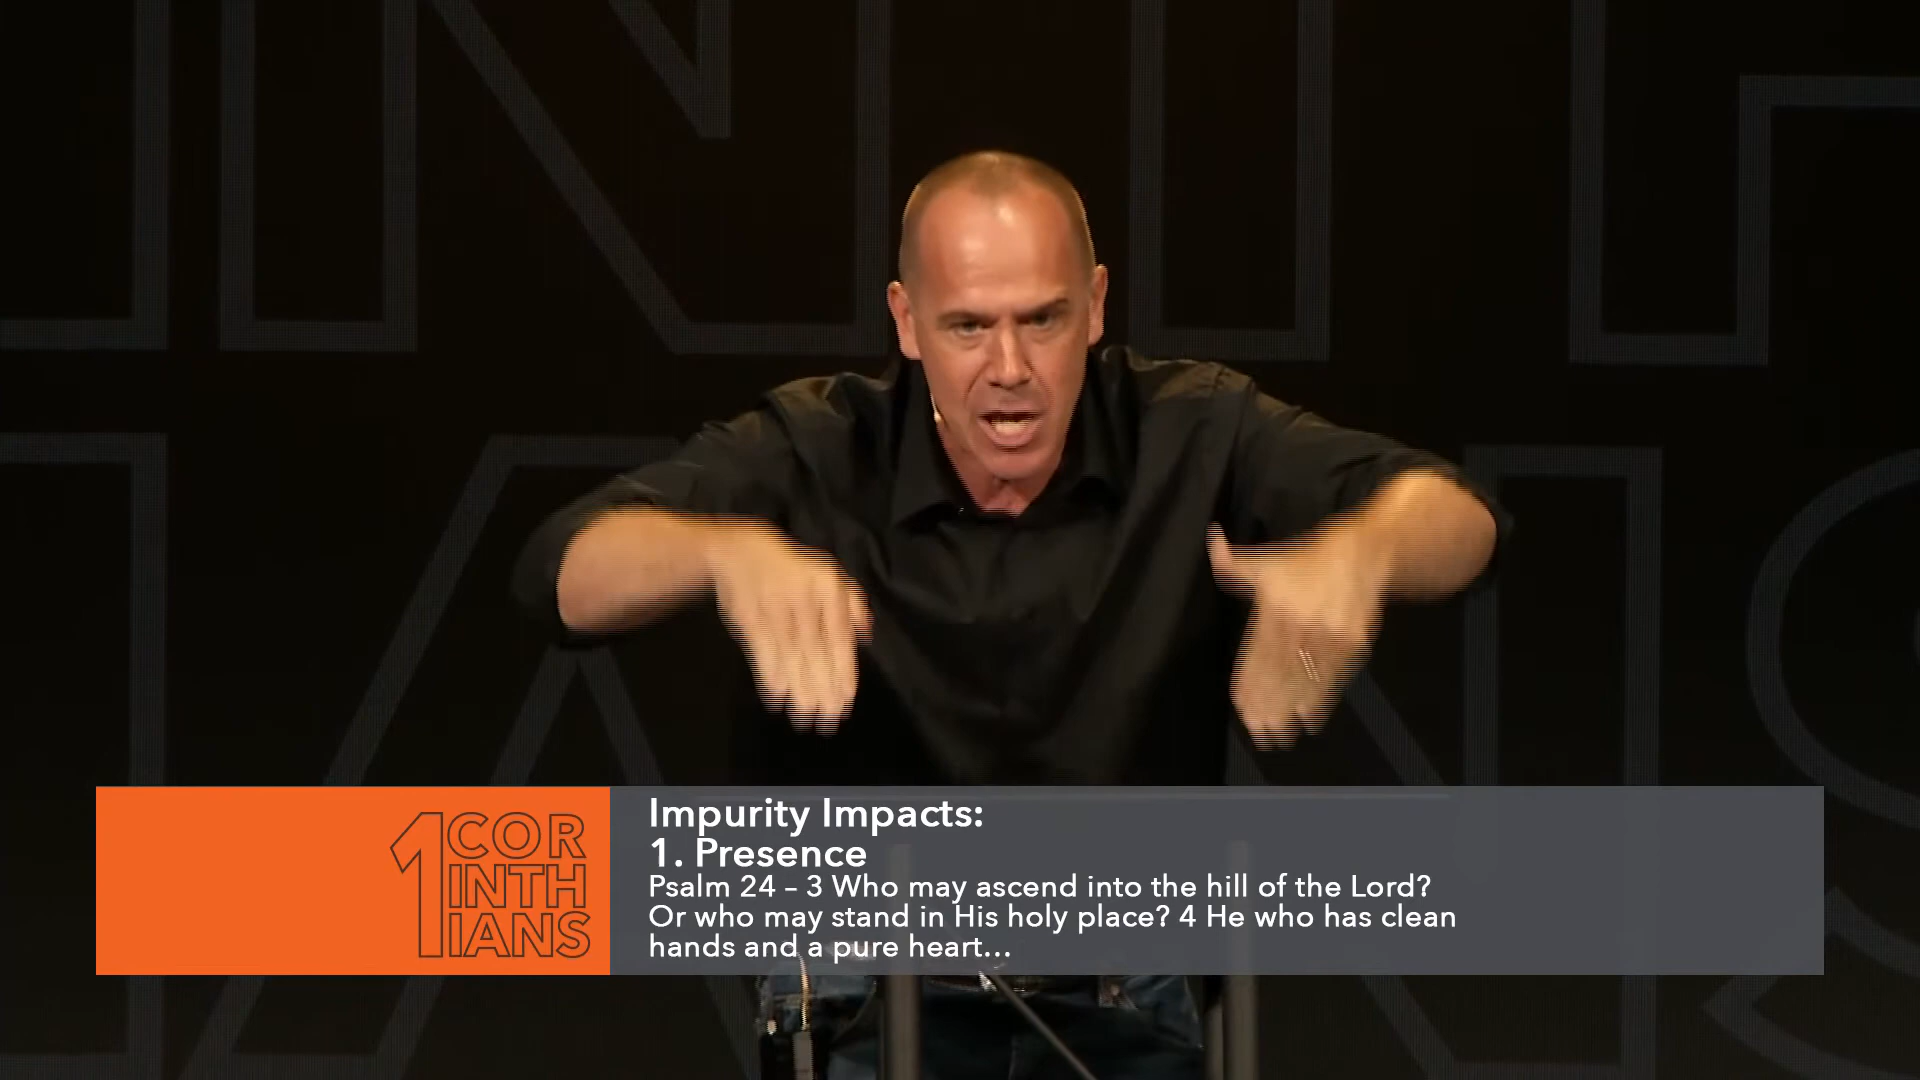 1 COR
INTH
IANS
Impurity Impacts:
1. Presence
Psalm 24 – 3 Who may ascend into the hill of the Lord?
Or who may stand in His holy place? 4 He who has clean
hands and a pure heart...